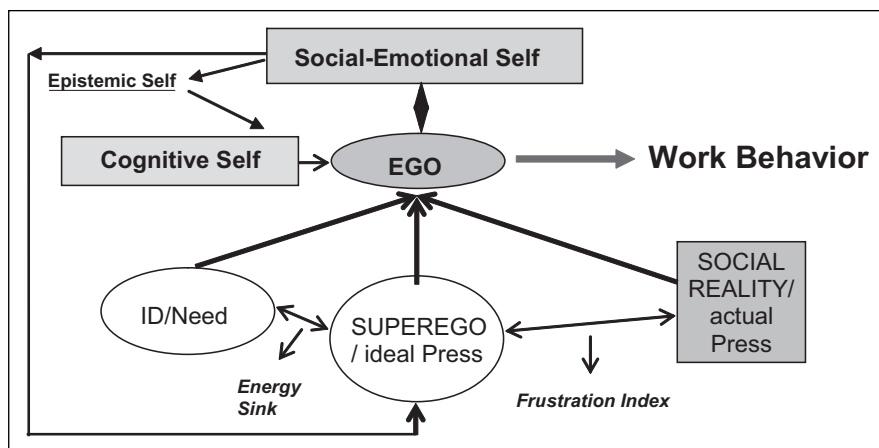 Social-Emotional Self
Epistemic Self
Cognitive Self
EGO
Work Behavior
ID/Need
SUPEREGO
/ ideal Press
SOCIAL
REALITY/
actual
Press
Energy
Sink
Frustration Index